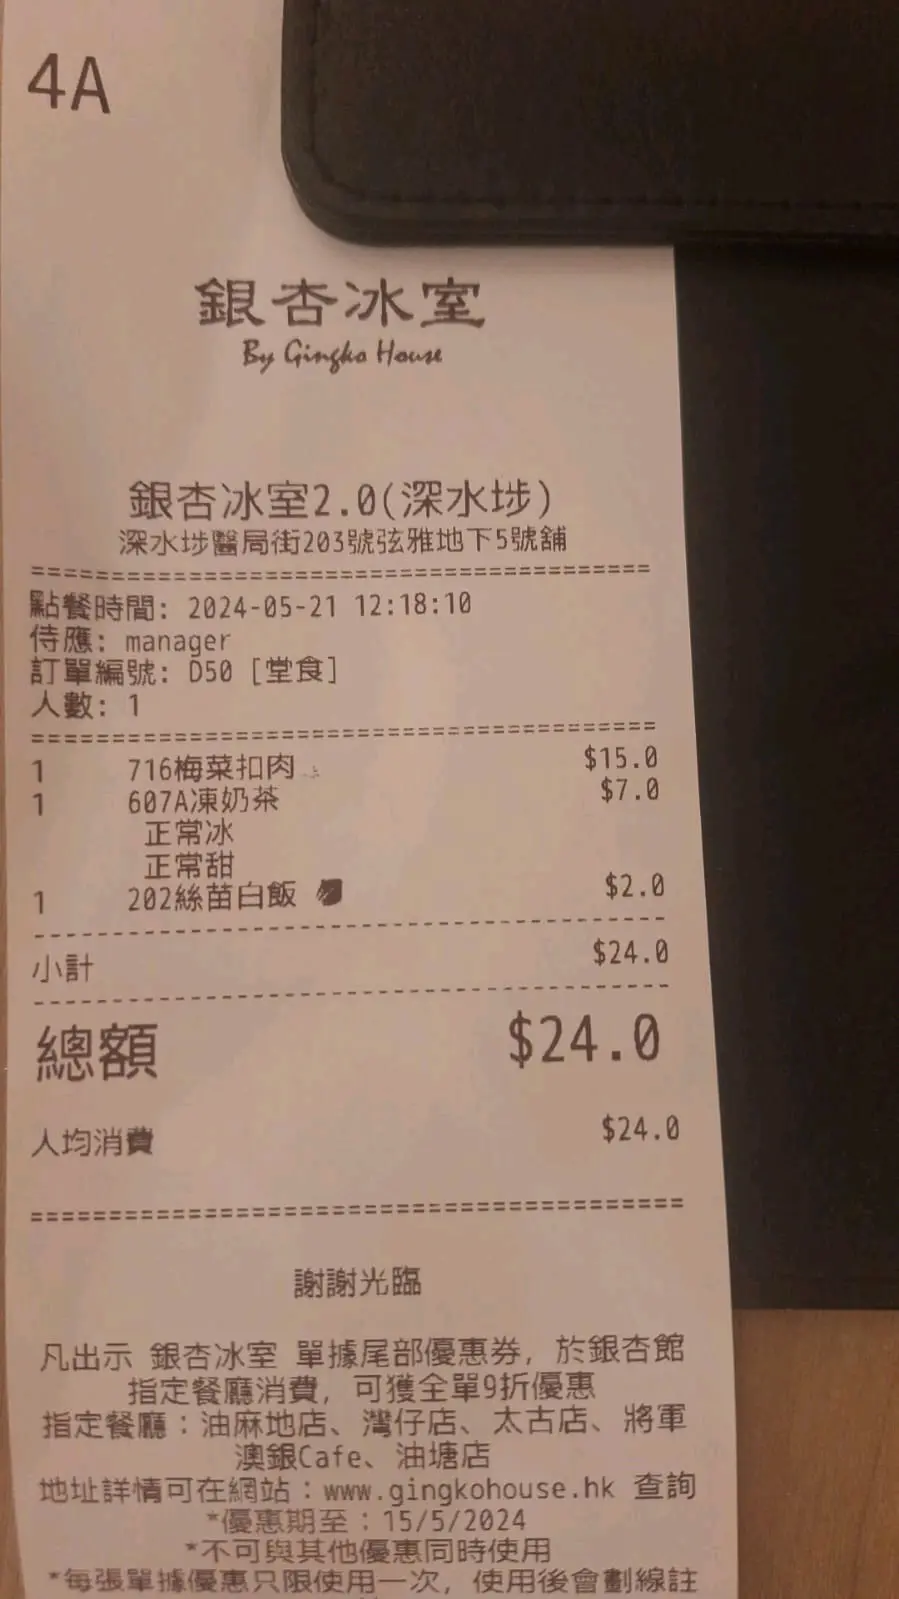 4A
銀杏冰室
By Gingko House
銀杏冰室2.0(深水埗)
深水埗醫局街203號弦雅地下5號舖
========================================
點餐時間: 2024-05-21 12:18:10
侍應: manager
訂單編號: D50 [堂食]
人數: 1
========================================
1 716梅菜扣肉 $15.0
1 607A凍奶茶 $7.0
正常冰
正常甜
1 202絲苗白飯 $2.0
----------------------------------------
小計 $24.0
----------------------------------------
總額 $24.0
人均消費 $24.0
========================================
謝謝光臨
凡出示 銀杏冰室 單據尾部優惠券, 於銀杏館
指定餐廳消費, 可獲全單9折優惠
指定餐廳：油麻地店、灣仔店、太古店、將軍
澳銀Cafe、油塘店
地址詳情可在網站：www.gingkohouse.hk 查詢
*優惠期至：15/5/2024
*不可與其他優惠同時使用
*每張單據優惠只限使用一次, 使用後會劃線註